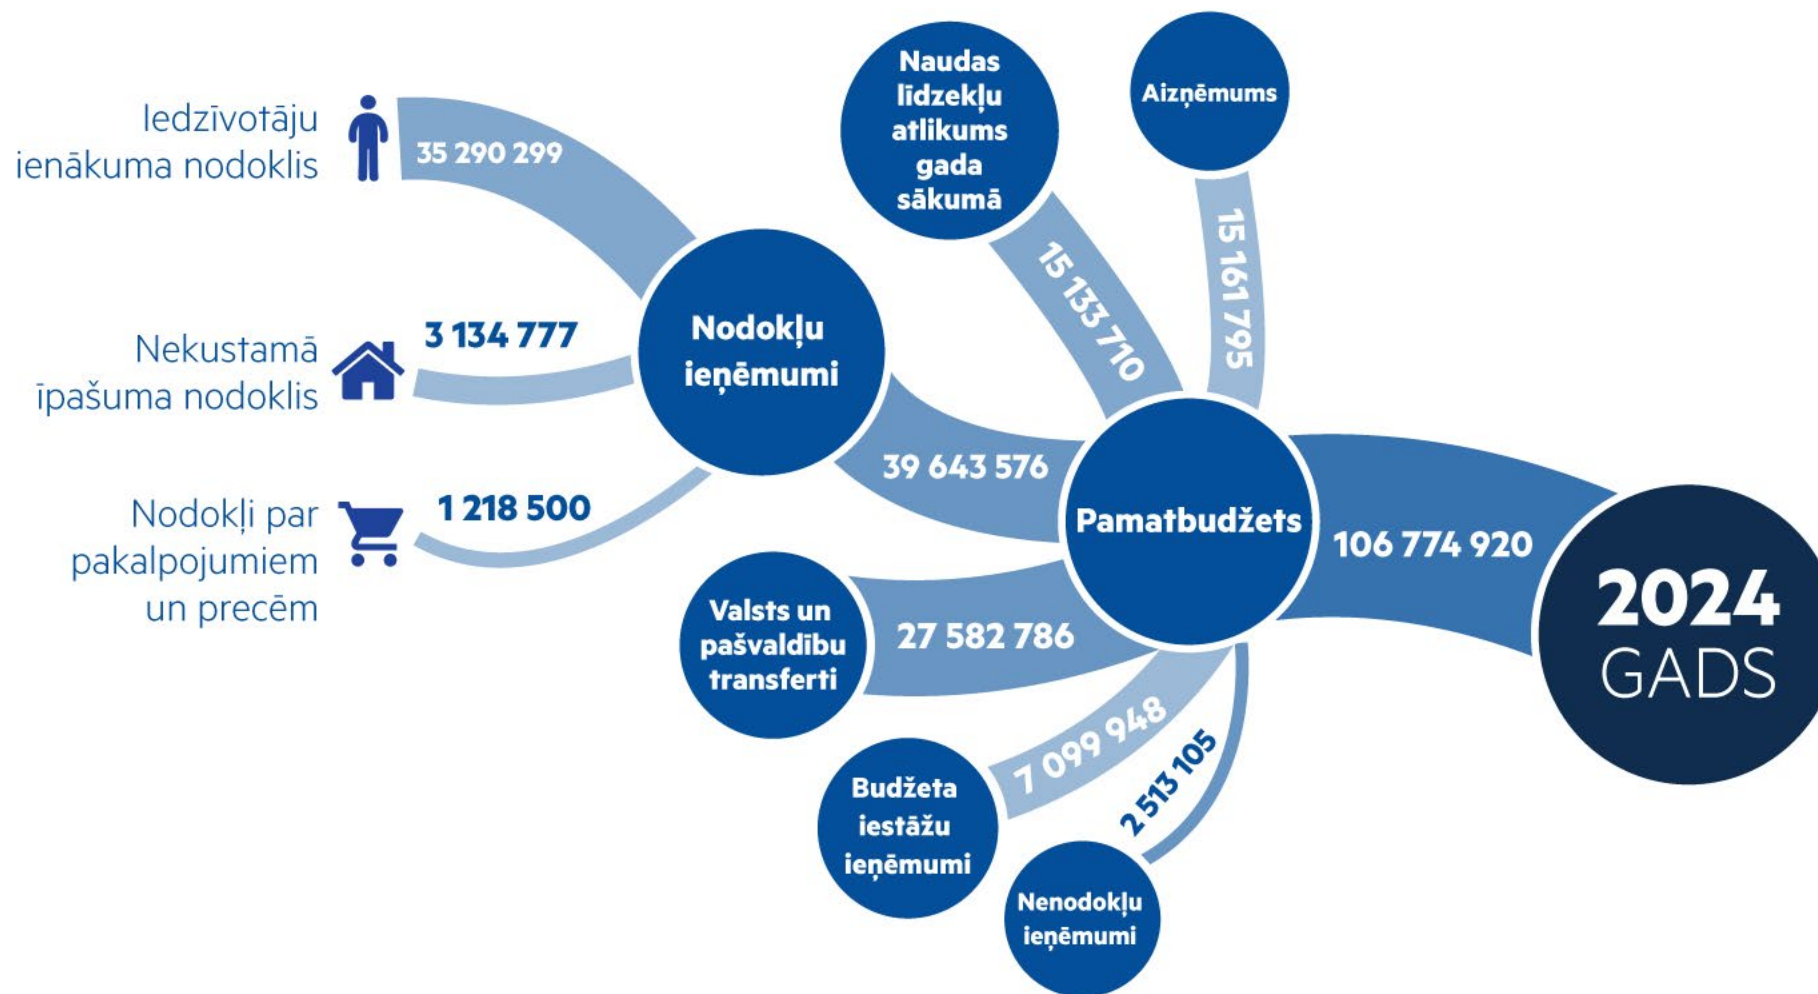 Iedzīvotāju
ienākuma nodoklis
35 290 299
Nekustamā
īpašuma nodoklis
3 134 777
Nodokļi par
pakalpojumiem
un precēm
1 218 500
Nodokļu
ieņēmumi
39 643 576
Naudas
līdzekļu
atlikums
gada
sākumā
15 133 710
Aizņēmums
15 161 795
Valsts un
pašvaldību
transferti
27 582 786
Budžeta
iestāžu
ieņēmumi
7 099 948
Nenodokļu
ieņēmumi
2 513 105
Pamatbudžets
106 774 920
2024
GADS